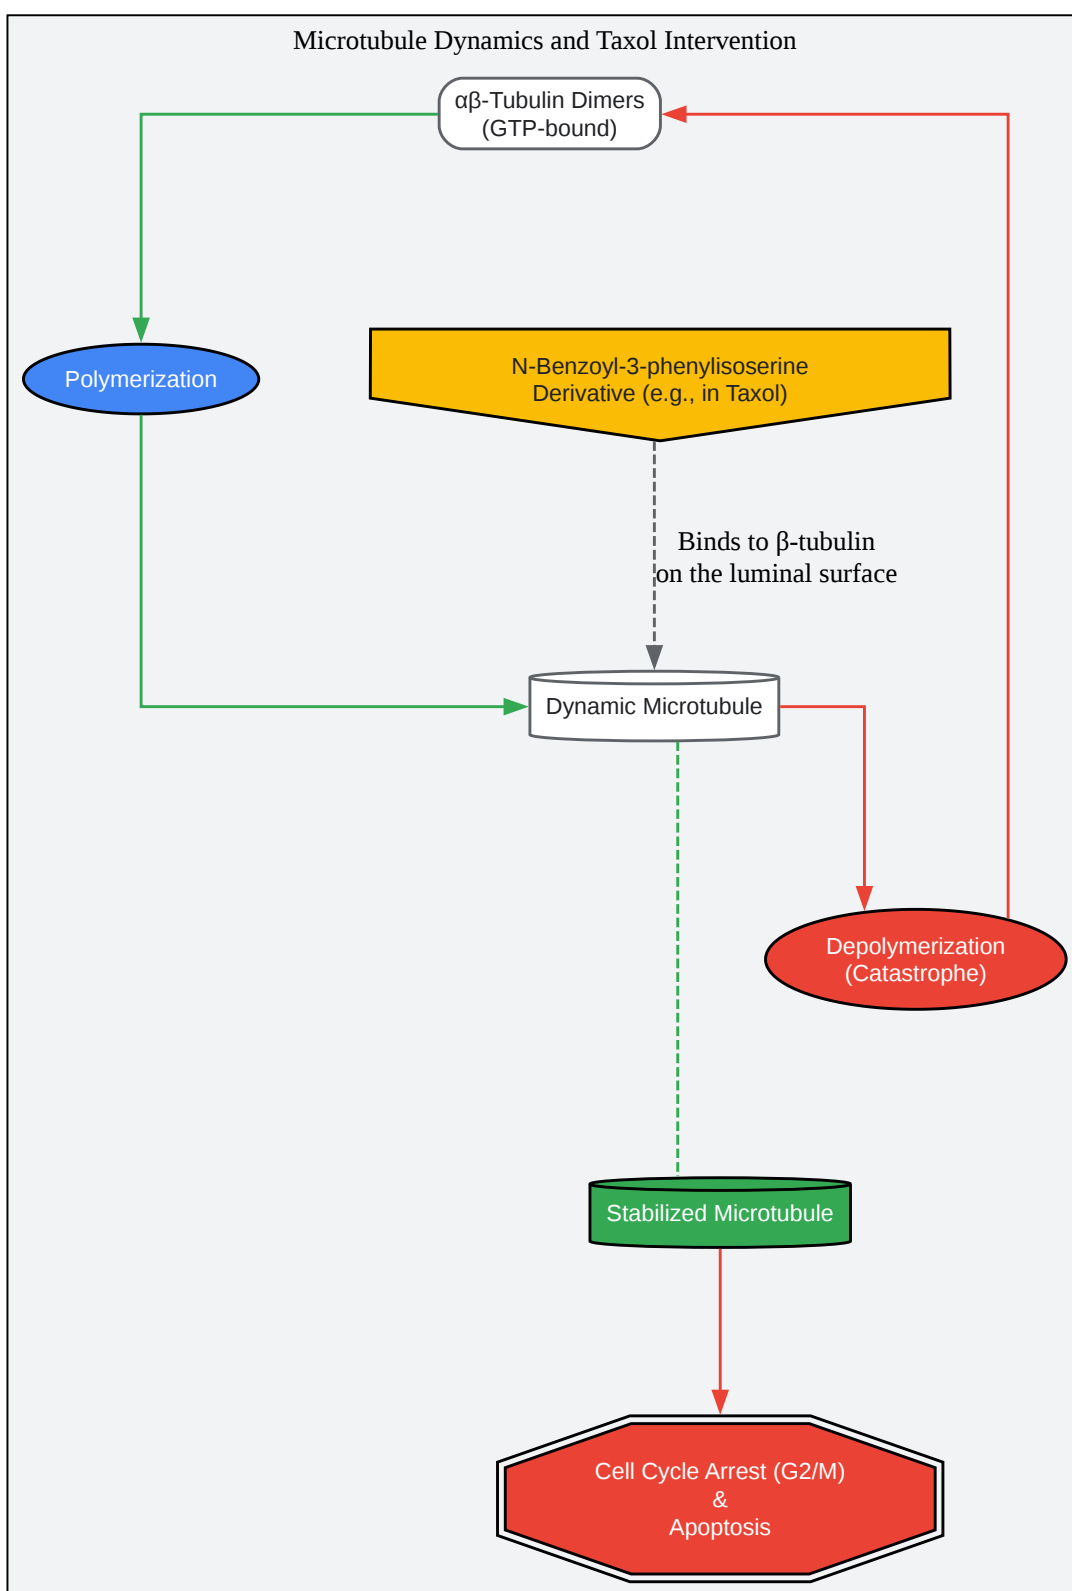 Microtubule Dynamics and Taxol Intervention
αβ-Tubulin Dimers
(GTP-bound)
Polymerization
N-Benzoyl-3-phenylisoserine
Derivative (e.g., in Taxol)
Binds to β-tubulin
on the luminal surface
Dynamic Microtubule
Depolymerization
(Catastrophe)
Stabilized Microtubule
Cell Cycle Arrest (G2/M)
&
Apoptosis